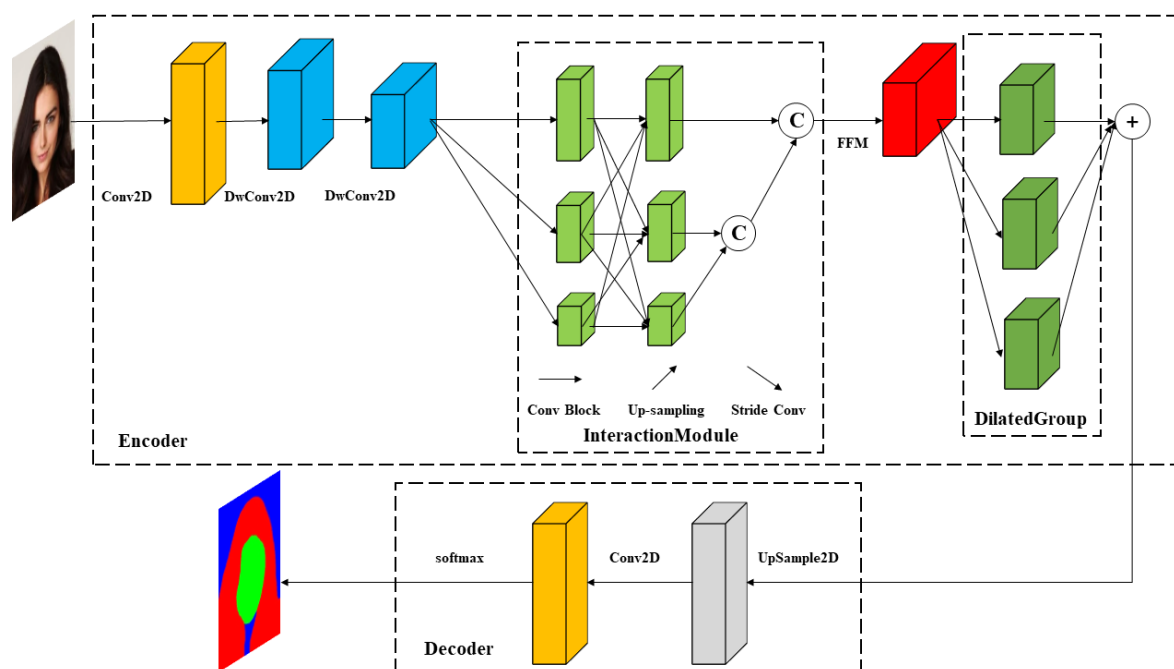 C
+
FFM
Conv2D
DwConv2D
DwConv2D
C
Conv Block
Up-sampling
Stride Conv
InteractionModule
DilatedGroup
Encoder
softmax
Conv2D
UpSample2D
Decoder